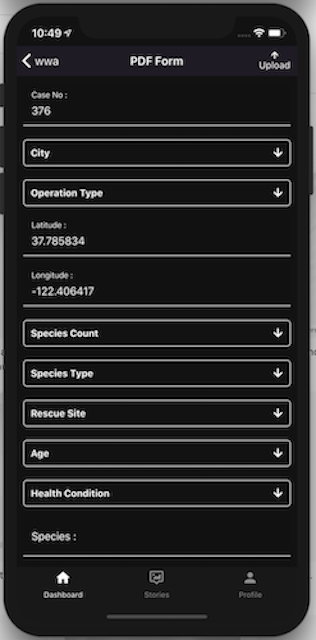 10:49
wwa
PDF Form
Upload
Case No :
376
City
Operation Type
Latitude :
37.785834
Longitude :
-122.406417
Species Count
Species Type
Rescue Site
Age
Health Condition
Species :
Dashboard
Stories
Profile